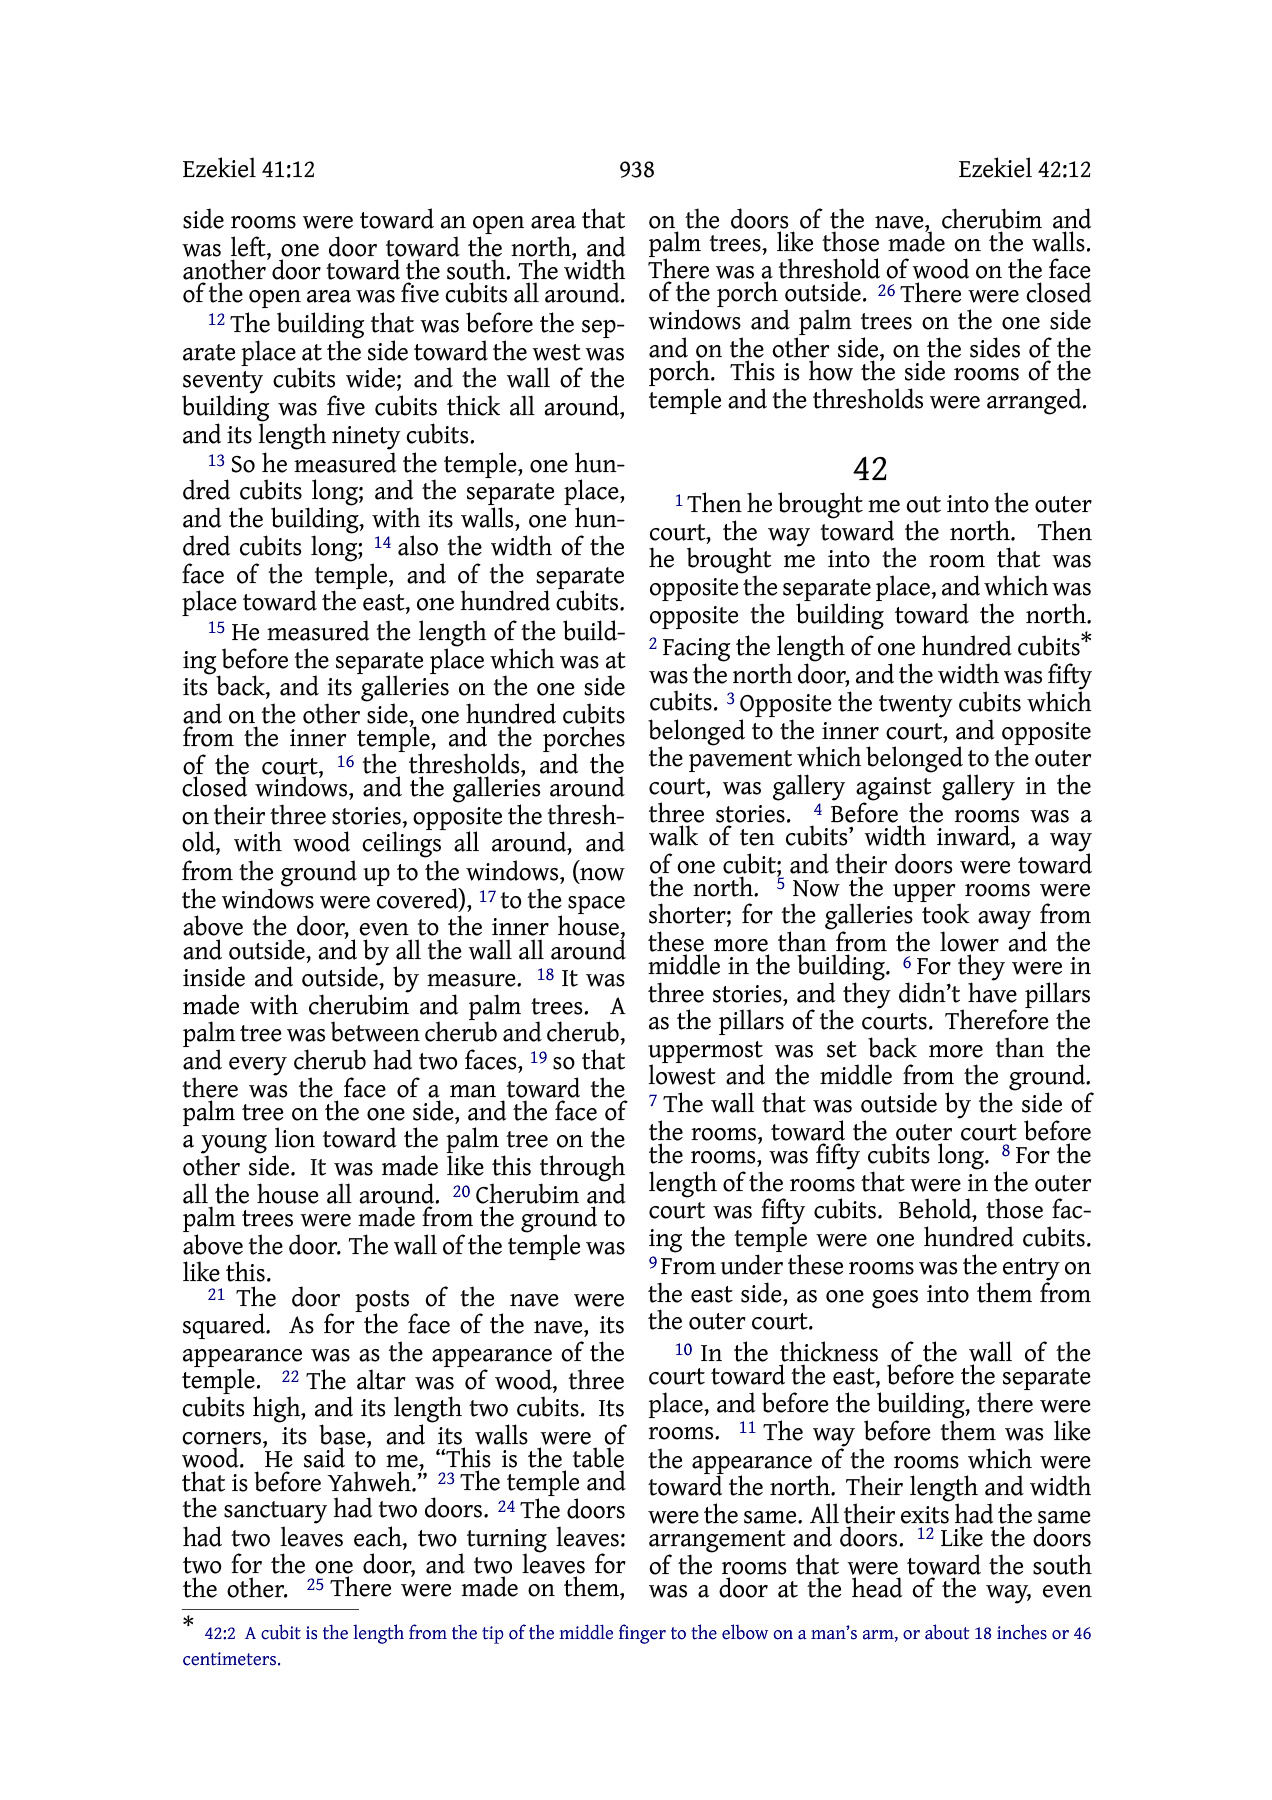 Ezekiel 41:12 938 Ezekiel 42:12
side rooms were toward an open area that
was left, one door toward the north, and
another door toward the south. The width
of the open area was five cubits all around.
12 The building that was before the sep-
arate place at the side toward the west was
seventy cubits wide; and the wall of the
building was five cubits thick all around,
and its length ninety cubits.
13 So he measured the temple, one hun-
dred cubits long; and the separate place,
and the building, with its walls, one hun-
dred cubits long; 14 also the width of the
face of the temple, and of the separate
place toward the east, one hundred cubits.
15 He measured the length of the build-
ing before the separate place which was at
its back, and its galleries on the one side
and on the other side, one hundred cubits
from the inner temple, and the porches
of the court, 16 the thresholds, and the
closed windows, and the galleries around
on their three stories, opposite the thresh-
old, with wood ceilings all around, and
from the ground up to the windows, (now
the windows were covered), 17 to the space
above the door, even to the inner house,
and outside, and by all the wall all around
inside and outside, by measure. 18 It was
made with cherubim and palm trees. A
palm tree was between cherub and cherub,
and every cherub had two faces, 19 so that
there was the face of a man toward the
palm tree on the one side, and the face of
a young lion toward the palm tree on the
other side. It was made like this through
all the house all around. 20 Cherubim and
palm trees were made from the ground to
above the door. The wall of the temple was
like this.
21 The door posts of the nave were
squared. As for the face of the nave, its
appearance was as the appearance of the
temple. 22 The altar was of wood, three
cubits high, and its length two cubits. Its
corners, its base, and its walls were of
wood. He said to me, “This is the table
that is before Yahweh.” 23 The temple and
the sanctuary had two doors. 24 The doors
had two leaves each, two turning leaves:
two for the one door, and two leaves for
the other. 25 There were made on them,
on the doors of the nave, cherubim and
palm trees, like those made on the walls.
There was a threshold of wood on the face
of the porch outside. 26 There were closed
windows and palm trees on the one side
and on the other side, on the sides of the
porch. This is how the side rooms of the
temple and the thresholds were arranged.
42
1 Then he brought me out into the outer
court, the way toward the north. Then
he brought me into the room that was
opposite the separate place, and which was
opposite the building toward the north.
2 Facing the length of one hundred cubits*
was the north door, and the width was fifty
cubits. 3 Opposite the twenty cubits which
belonged to the inner court, and opposite
the pavement which belonged to the outer
court, was gallery against gallery in the
three stories. 4 Before the rooms was a
walk of ten cubits’ width inward, a way
of one cubit; and their doors were toward
the north. 5 Now the upper rooms were
shorter; for the galleries took away from
these more than from the lower and the
middle in the building. 6 For they were in
three stories, and they didn’t have pillars
as the pillars of the courts. Therefore the
uppermost was set back more than the
lowest and the middle from the ground.
7 The wall that was outside by the side of
the rooms, toward the outer court before
the rooms, was fifty cubits long. 8 For the
length of the rooms that were in the outer
court was fifty cubits. Behold, those fac-
ing the temple were one hundred cubits.
9 From under these rooms was the entry on
the east side, as one goes into them from
the outer court.
10 In the thickness of the wall of the
court toward the east, before the separate
place, and before the building, there were
rooms. 11 The way before them was like
the appearance of the rooms which were
toward the north. Their length and width
were the same. All their exits had the same
arrangement and doors. 12 Like the doors
of the rooms that were toward the south
was a door at the head of the way, even
* 42:2 A cubit is the length from the tip of the middle finger to the elbow on a man’s arm, or about 18 inches or 46
centimeters.